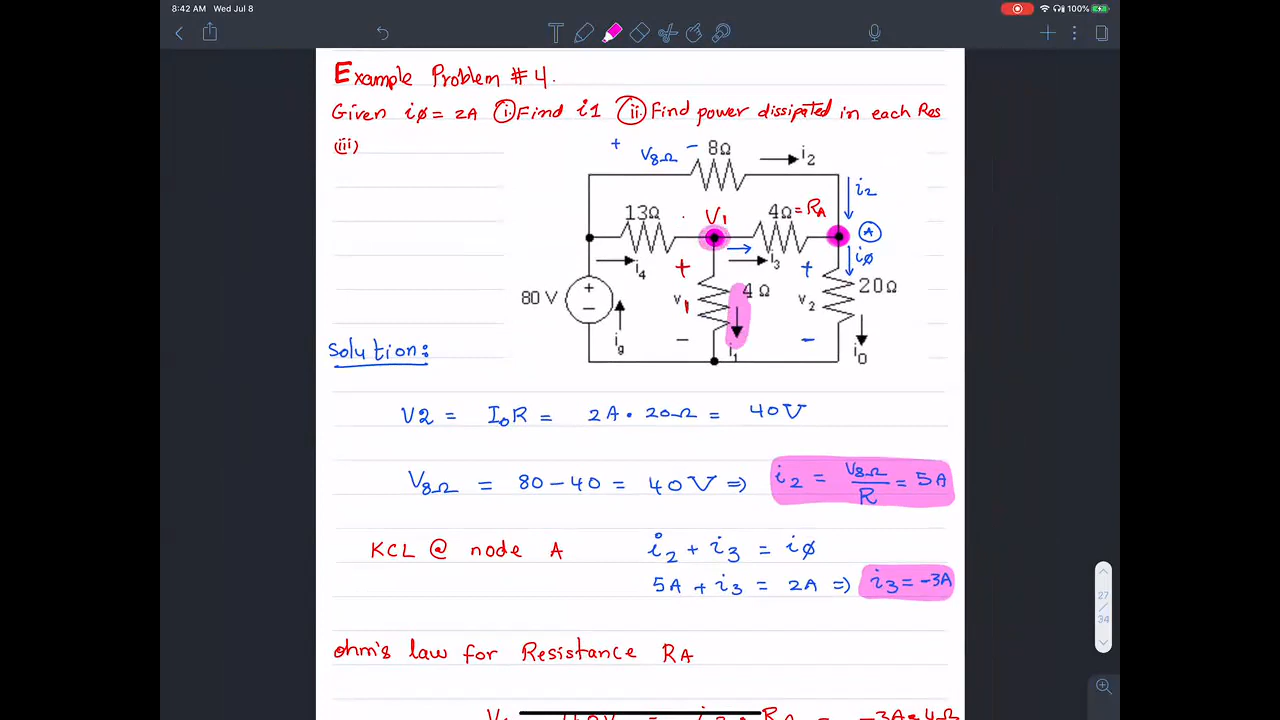 8:42 AM Wed Jul 8
100%
Example Problem # 4.
Given iø = 2A (i) Find i1 (ii) Find power dissipated in each Res
(iii)
+ V8Ω − 8Ω i2
i2
13Ω V1 4Ω = RA
A
i4 i3 iø
+ +
80 V + − v1 4 Ω v2 20Ω
ig − i1 − i0
Solution:
V2 = I0R = 2A · 20Ω = 40V
V8Ω = 80 − 40 = 40V ⇒ i2 = V8Ω / R = 5A
KCL @ node A i2 + i3 = iø
5A + i3 = 2A ⇒ i3 = −3A
ohm's law for Resistance RA
27
/
34